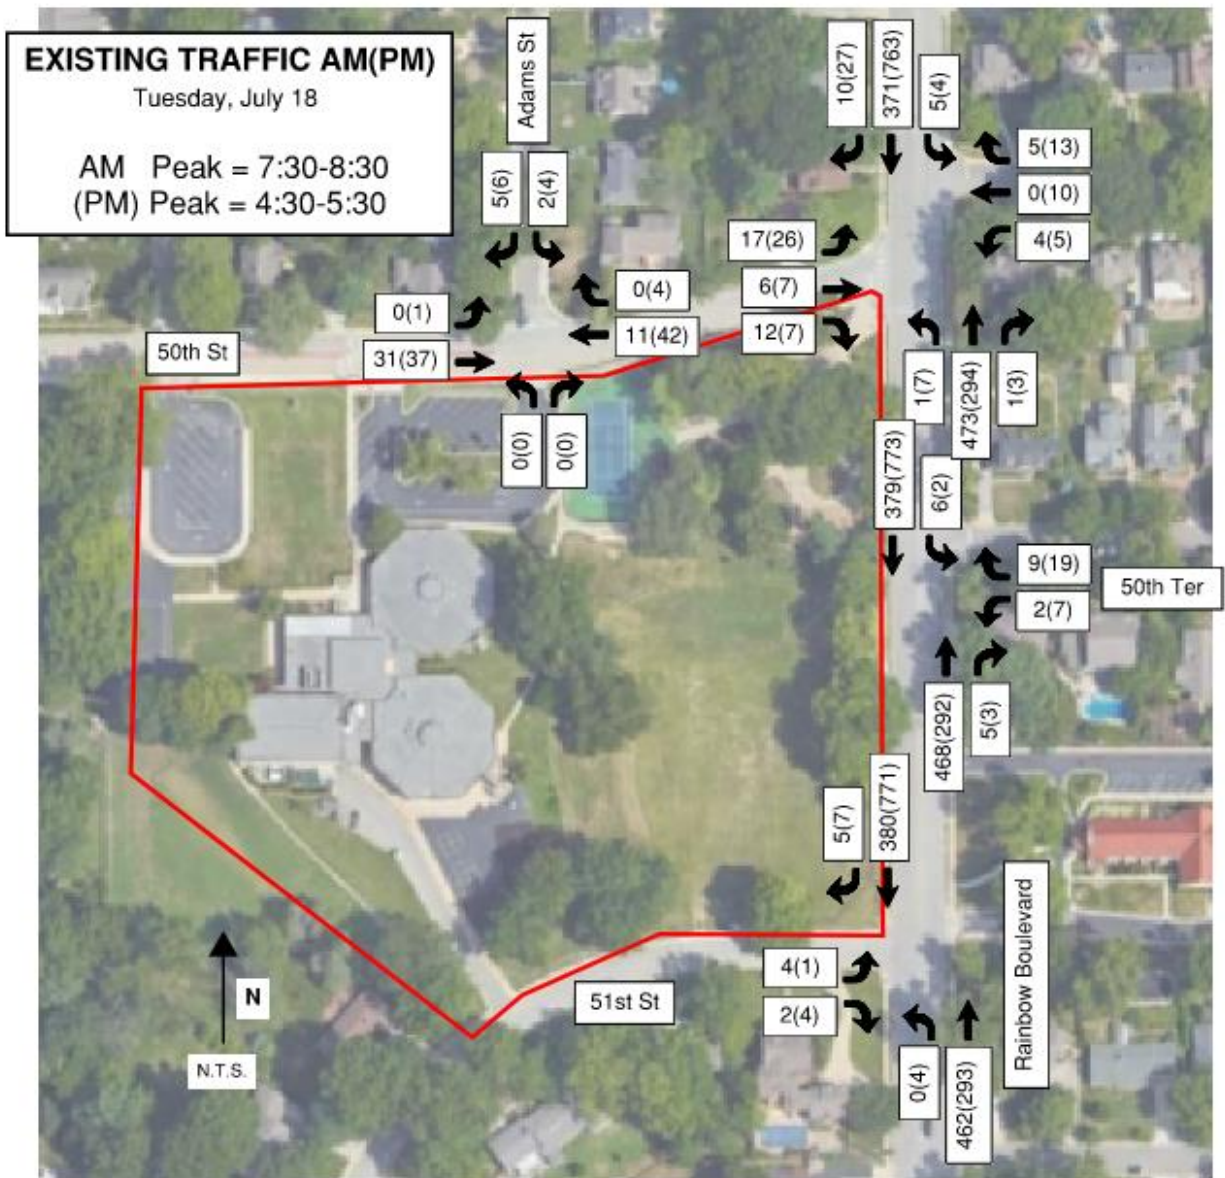 EXISTING TRAFFIC AM(PM)
Tuesday, July 18
AM Peak = 7:30-8:30
(PM) Peak = 4:30-5:30
Adams St
5(6)
2(4)
0(1)
31(37)
0(4)
11(42)
0(0)
0(0)
50th St
10(27)
371(763)
5(4)
5(13)
0(10)
4(5)
17(26)
6(7)
12(7)
1(7)
473(294)
1(3)
379(773)
6(2)
9(19)
2(7)
50th Ter
468(292)
5(3)
5(7)
380(771)
4(1)
2(4)
51st St
0(4)
462(293)
Rainbow Boulevard
N
N.T.S.